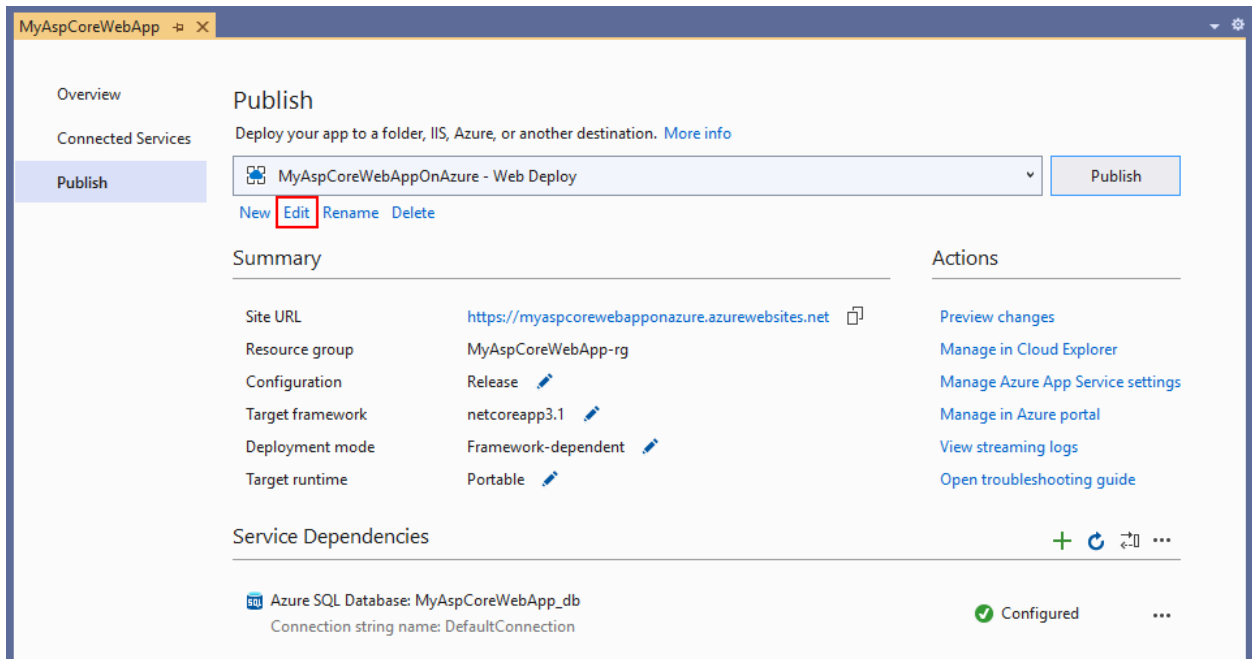 MyAspCoreWebApp
Overview
Connected Services
Publish
Publish
Deploy your app to a folder, IIS, Azure, or another destination. More info
MyAspCoreWebAppOnAzure - Web Deploy
Publish
New Edit Rename Delete
Summary
Site URL https://myaspcorewebapponazure.azurewebsites.net
Resource group MyAspCoreWebApp-rg
Configuration Release
Target framework netcoreapp3.1
Deployment mode Framework-dependent
Target runtime Portable
Actions
Preview changes
Manage in Cloud Explorer
Manage Azure App Service settings
Manage in Azure portal
View streaming logs
Open troubleshooting guide
Service Dependencies
SQL Azure SQL Database: MyAspCoreWebApp_db
Connection string name: DefaultConnection
Configured